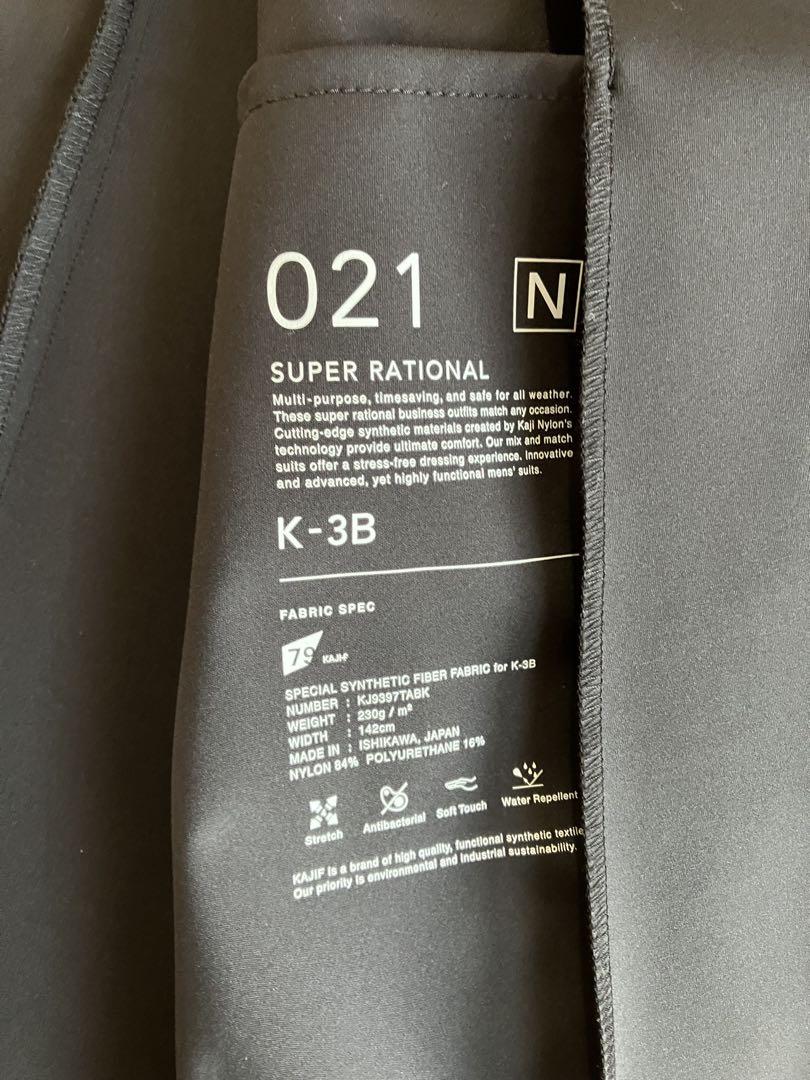 021 N
SUPER RATIONAL
Multi-purpose, timesaving, and safe for all weather.
These super rational business outfits match any occasion.
Cutting-edge synthetic materials created by Kaji Nylon's
technology provide ultimate comfort. Our mix and match
suits offer a stress-free dressing experience. Innovative
and advanced, yet highly functional mens' suits.
K-3B
FABRIC SPEC
79 KAJIF
SPECIAL SYNTHETIC FIBER FABRIC for K-3B
NUMBER : KJ9397TABK
WEIGHT : 230g / m²
WIDTH : 142cm
MADE IN : ISHIKAWA, JAPAN
NYLON 84% POLYURETHANE 16%
Stretch Antibacterial Soft Touch Water Repellent
KAJIF is a brand of high quality, functional synthetic textile
Our priority is environmental and industrial sustainability.